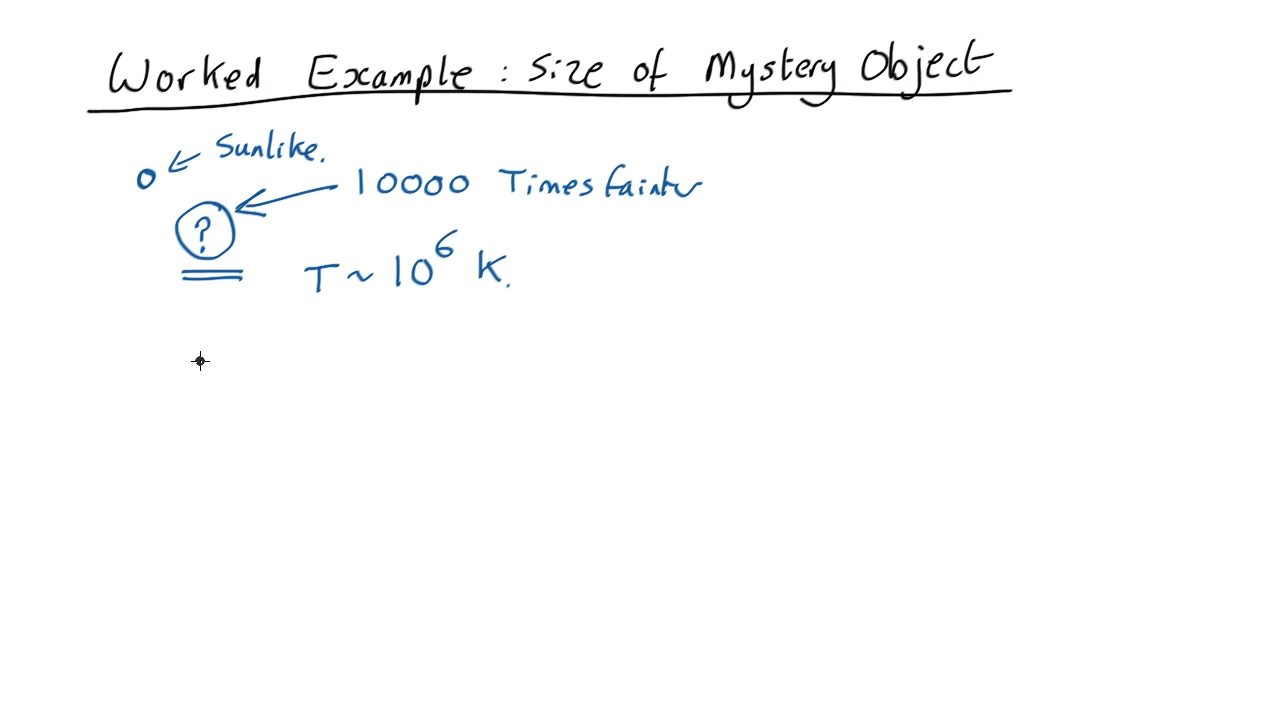 Worked Example : Size of Mystery Object
Sunlike.
10000 Times fainter
?
T ~ 10⁶ K.